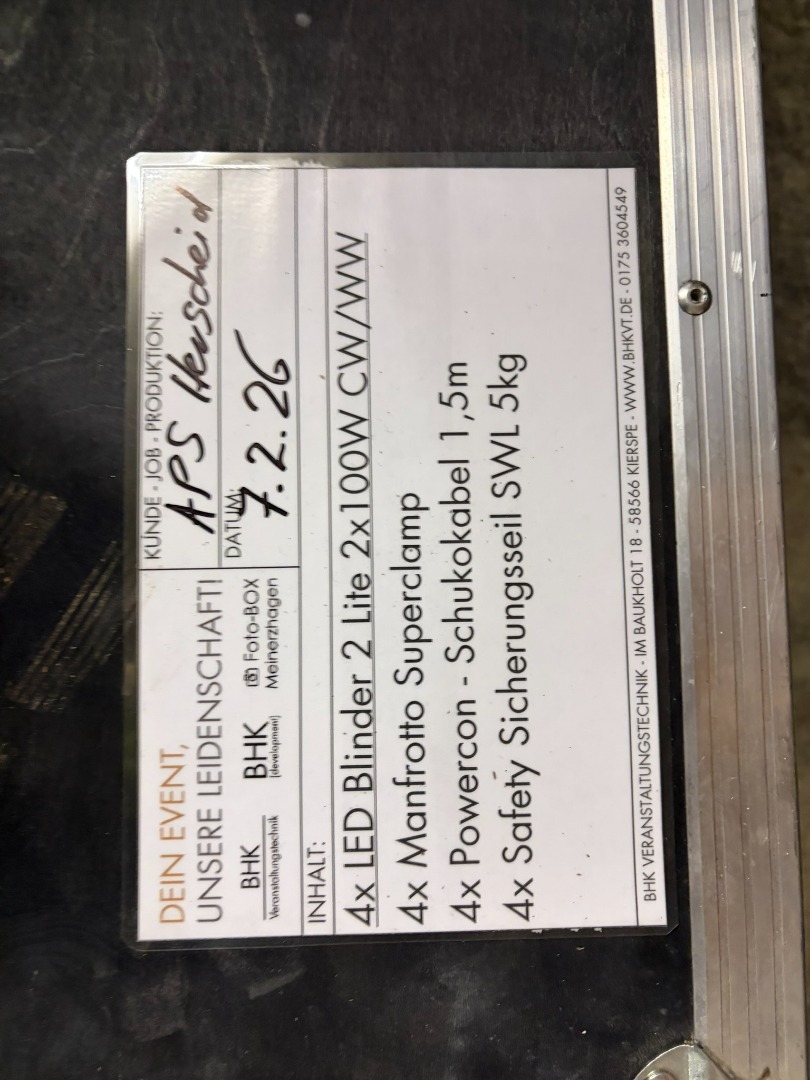 DEIN EVENT,
UNSERE LEIDENSCHAFT!
BHK
Veranstaltungstechnik
BHK
[development]
Foto-BOX
Meinerzhagen
KUNDE - JOB - PRODUKTION:
APS Herscheid
DATUM:
7.2.26
INHALT:
4x LED Blinder 2 Lite 2x100W CW/WW
4x Manfrotto Superclamp
4x Powercon - Schukokabel 1,5m
4x Safety Sicherungsseil SWL 5kg
BHK VERANSTALTUNGSTECHNIK - IM BAUKHOLT 18 - 58566 KIERSPE - WWW.BHKVT.DE - 0175 3604549